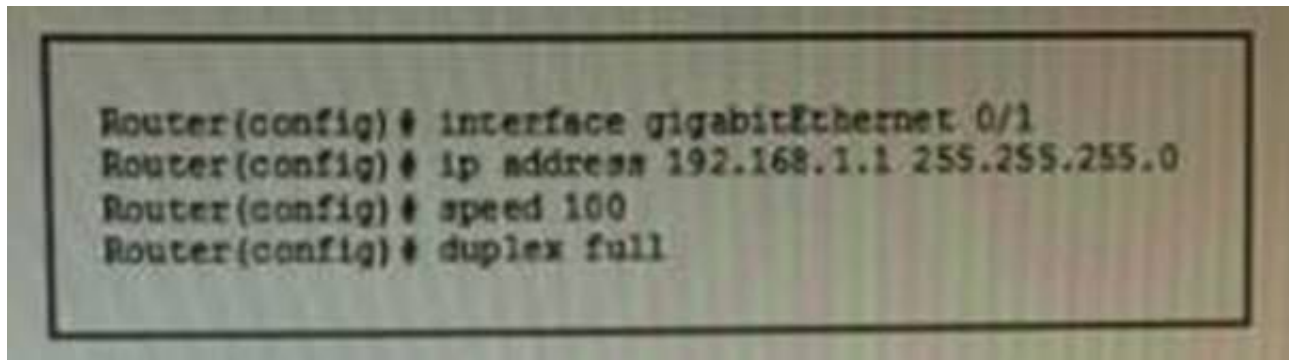 Router(config)# interface gigabitEthernet 0/1
Router(config)# ip address 192.168.1.1 255.255.255.0
Router(config)# speed 100
Router(config)# duplex full